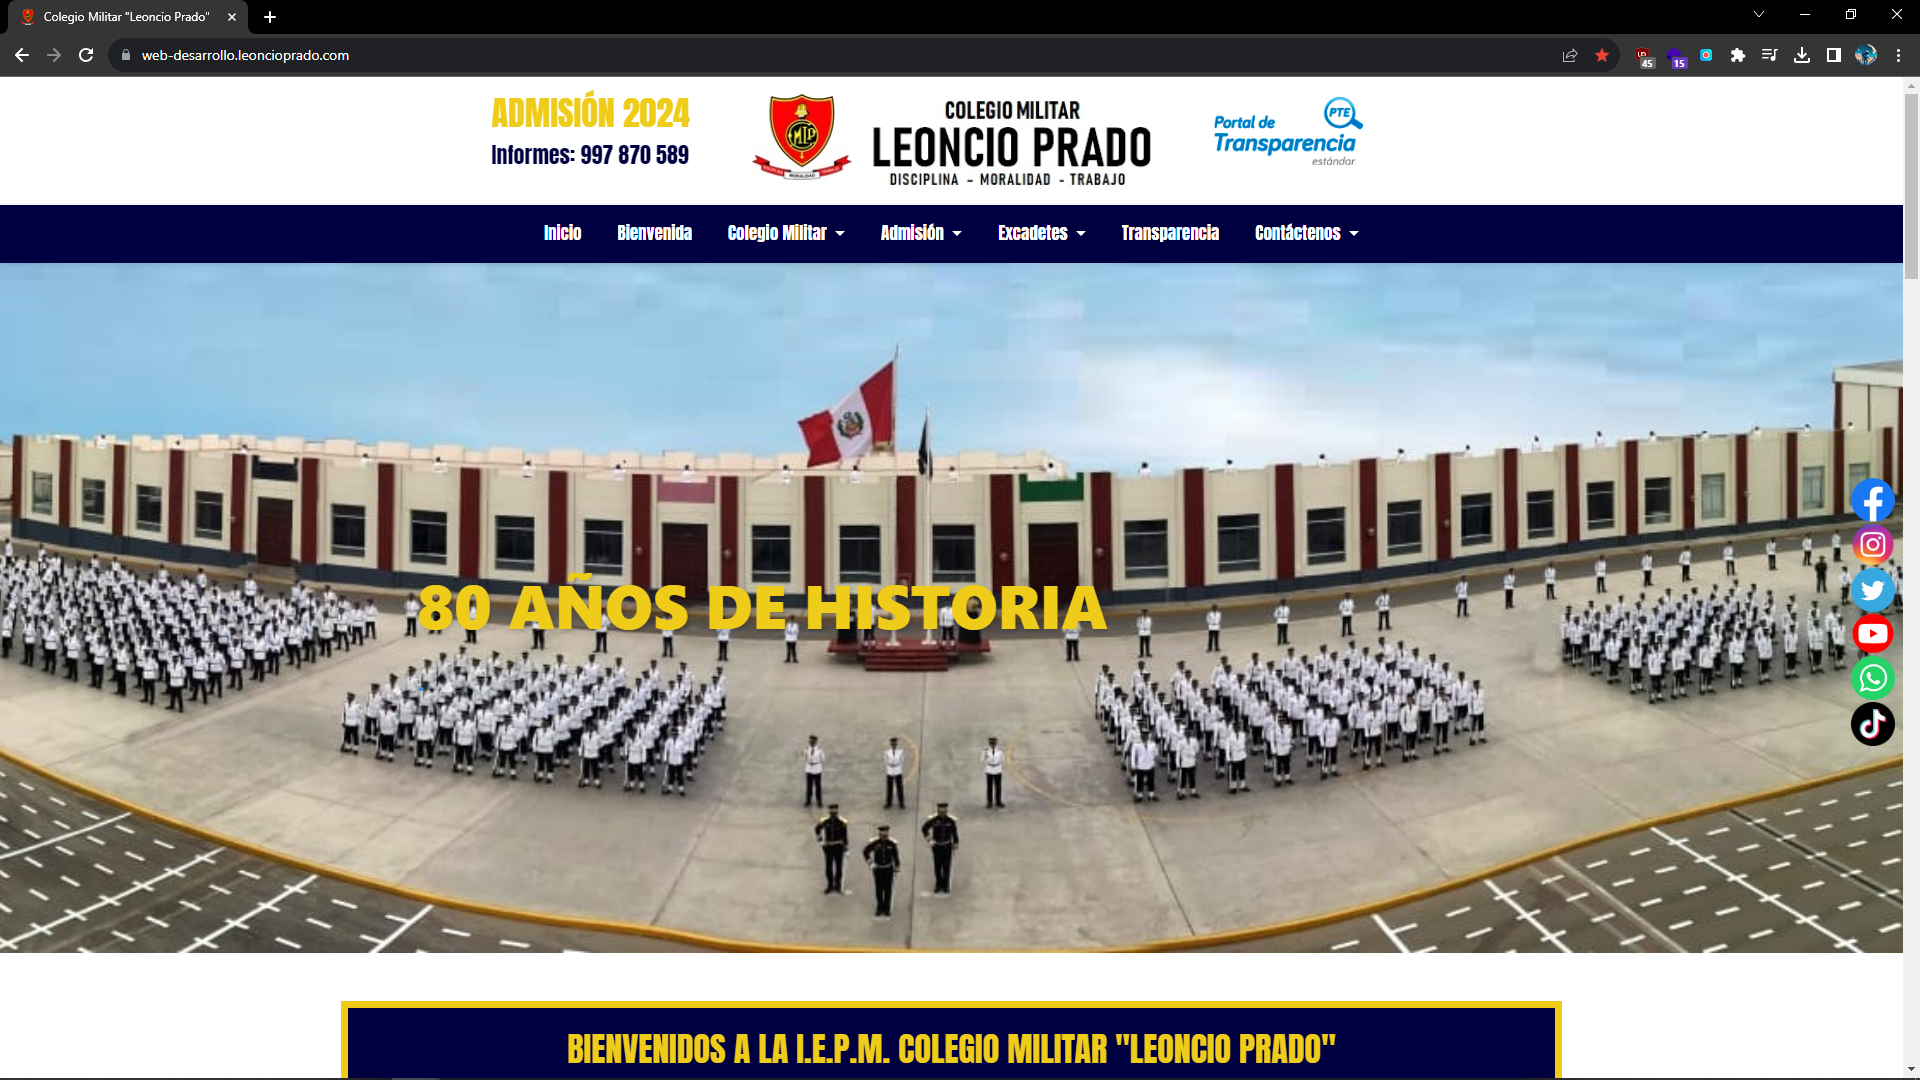 Colegio Militar "Leoncio Prado"
web-desarrollo.leoncioprado.com
45
15
ADMISIÓN 2024
Informes: 997 870 589
COLEGIO MILITAR
LEONCIO PRADO
DISCIPLINA - MORALIDAD - TRABAJO
Portal de
Transparencia
estándar
PTE
Inicio
Bienvenida
Colegio Militar
Admisión
Excadetes
Transparencia
Contáctenos
80 AÑOS DE HISTORIA
BIENVENIDOS A LA I.E.P.M. COLEGIO MILITAR "LEONCIO PRADO"